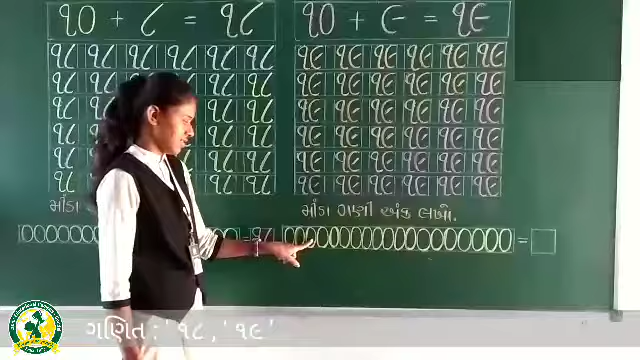 ૧૦ + ૮ = ૧૮
૧૦ + ૯ = ૧૯
૧૮ ૧૮ ૧૮ ૧૮ ૧૮ ૧૮
૧૮ ૧૮ ૧૮ ૧૮
૧૮ ૧૮ ૧૮
૧૮ ૧૮ ૧૮
૧૮ ૧૮ ૧૮
૧૮ ૧૮ ૧૮
૧૯ ૧૯ ૧૯ ૧૯ ૧૯ ૧૯
૧૯ ૧૯ ૧૯ ૧૯ ૧૯ ૧૯
૧૯ ૧૯ ૧૯ ૧૯ ૧૯ ૧૯
૧૯ ૧૯ ૧૯ ૧૯ ૧૯ ૧૯
૧૯ ૧૯ ૧૯ ૧૯ ૧૯ ૧૯
૧૯ ૧૯ ૧૯ ૧૯ ૧૯ ૧૯
મીંડા
મીંડા ગણી અંક લખો.
= ૧૮
=
ગણિત : ' ૧૮ , ' ૧૯ '